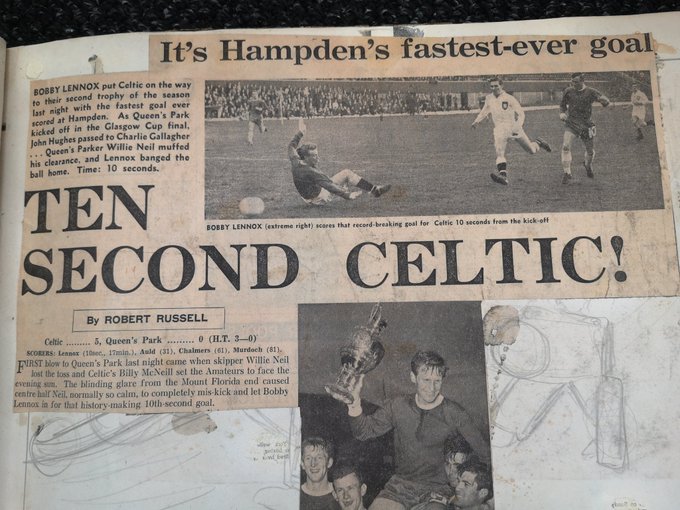 It's Hampden's fastest-ever goal
BOBBY LENNOX put Celtic on the way
to their second trophy of the season
last night with the fastest goal ever
scored at Hampden. As Queen's Park
kicked off in the Glasgow Cup final,
John Hughes passed to Charlie Gallagher
. . . Queen's Parker Willie Neil muffed
his clearance, and Lennox banged the
ball home. Time: 10 seconds.
BOBBY LENNOX (extreme right) scores that record-breaking goal for Celtic 10 seconds from the kick-off
TEN
SECOND CELTIC!
By ROBERT RUSSELL
Celtic ......... 5, Queen's Park ......... 0 (H.T. 3—0)
SCORERS: Lennox (10sec., 17min.), Auld (31), Chalmers (61), Murdoch (81).
FIRST blow to Queen's Park last night came when skipper Willie Neil
lost the toss and Celtic's Billy McNeill set the Amateurs to face the
evening sun. The blinding glare from the Mount Florida end caused
centre half Neil, normally so calm, to completely mis-kick and let Bobby
Lennox in for that history-making 10th-second goal.